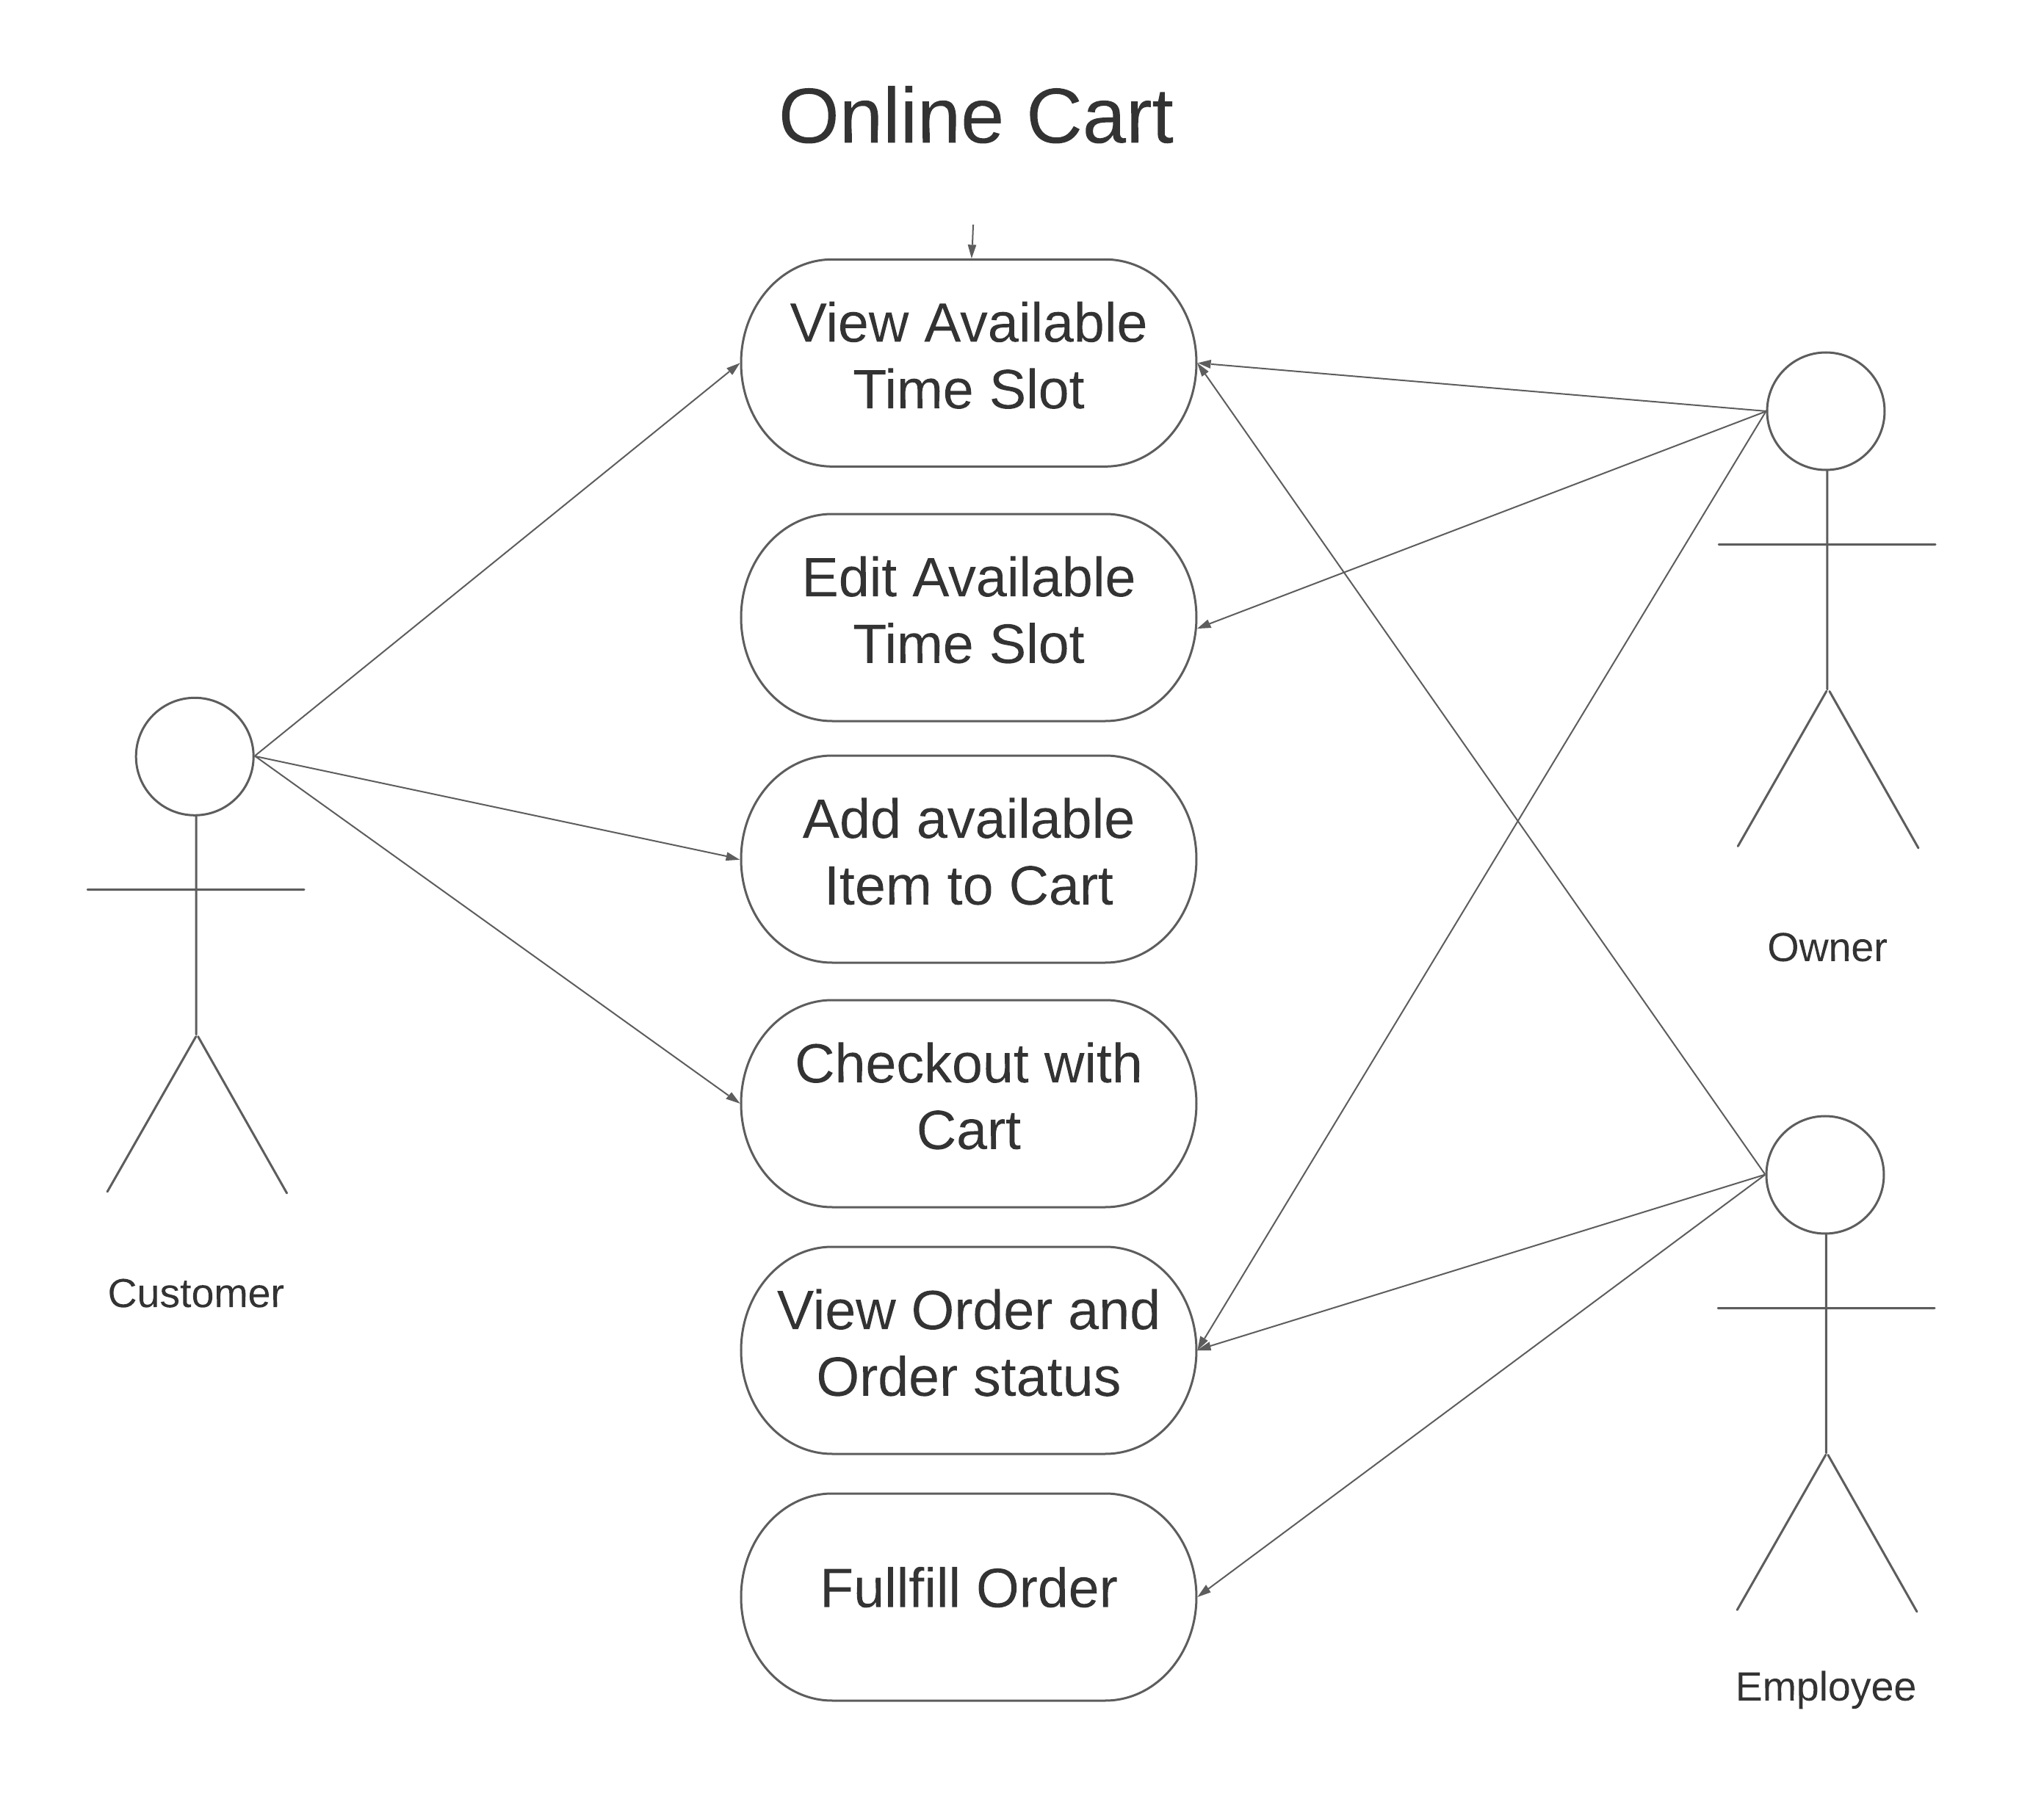 Online Cart
View Available
Time Slot
Edit Available
Time Slot
Add available
Item to Cart
Checkout with
Cart
View Order and
Order status
Fullfill Order
Customer
Owner
Employee